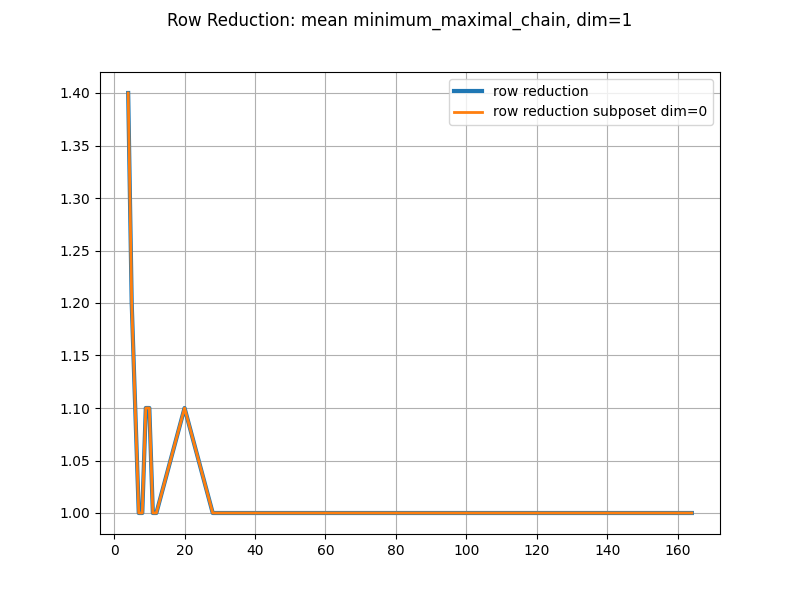 Row Reduction: mean minimum_maximal_chain, dim=1
row reduction
row reduction subposet dim=0
1.40
1.35
1.30
1.25
1.20
1.15
1.10
1.05
1.00
0 20 40 60 80 100 120 140 160